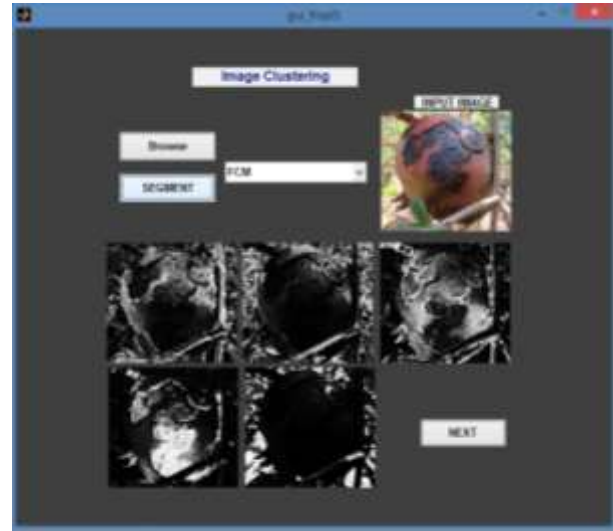 Image Clustering
INPUT IMAGE
Browse
FCM
SEGMENT
NEXT